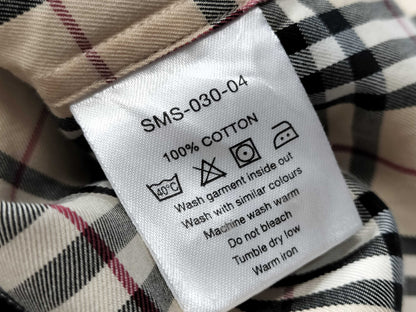 SMS-030-04
100% COTTON
40°C
Wash garment inside out
Wash with similar colours
Machine wash warm
Do not bleach
Tumble dry low
Warm iron